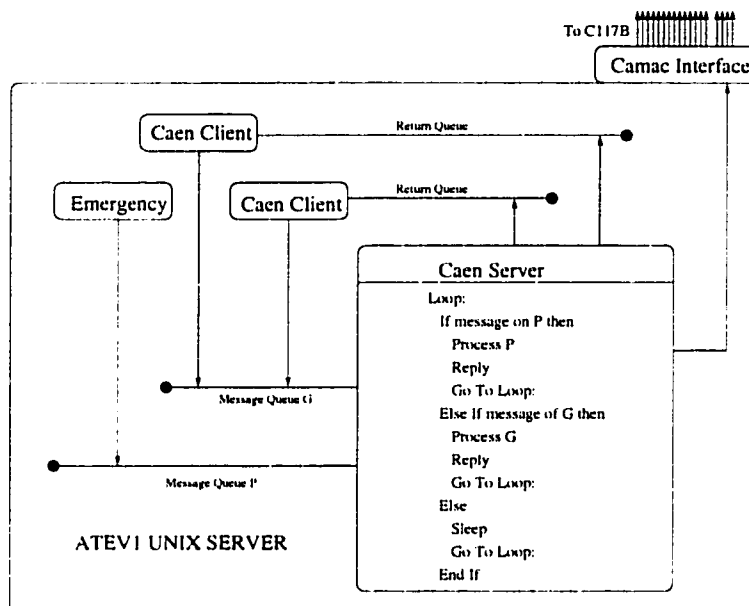 To C117B
Camac Interface
Caen Client
Return Queue
Emergency
Caen Client
Return Queue
Caen Server
Loop:
If message on P then
Process P
Reply
Go To Loop:
Else If message of G then
Process G
Reply
Go To Loop:
Else
Sleep
Go To Loop:
End If
Message Queue G
Message Queue P
ATEV1 UNIX SERVER